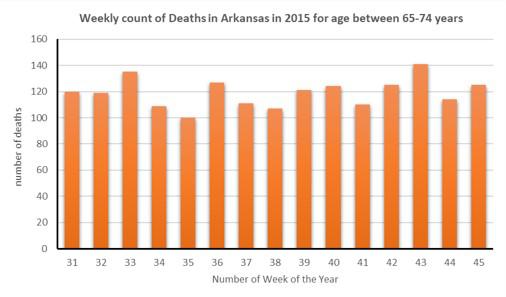 Weekly count of Deaths in Arkansas in 2015 for age between 65-74 years
160
140
120
100
80
60
40
20
0
number of deaths
31 32 33 34 35 36 37 38 39 40 41 42 43 44 45
Number of Week of the Year